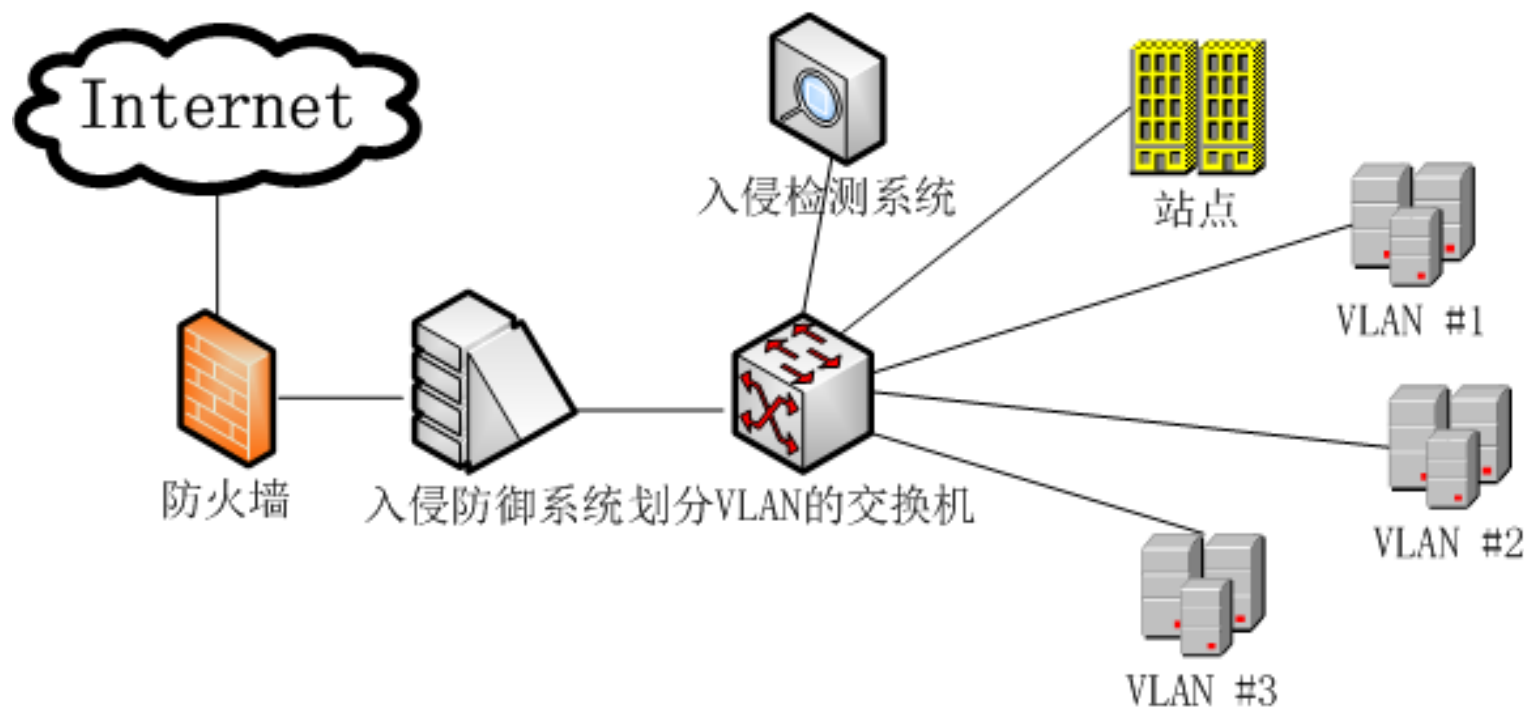 Internet
入侵检测系统
站点
VLAN #1
防火墙
入侵防御系统
划分VLAN的交换机
VLAN #2
VLAN #3